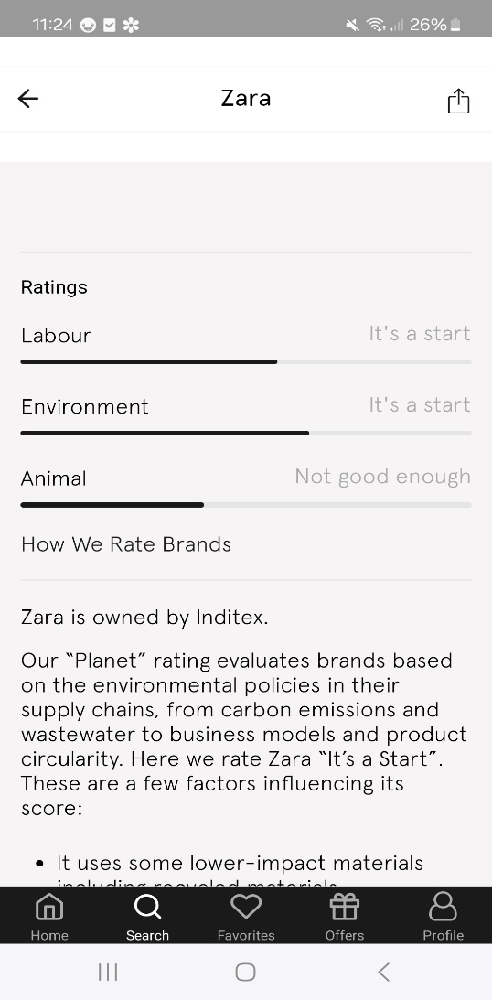 11:24
26%
Zara
Ratings
Labour
It's a start
Environment
It's a start
Animal
Not good enough
How We Rate Brands
Zara is owned by Inditex.
Our “Planet” rating evaluates brands based
on the environmental policies in their
supply chains, from carbon emissions and
wastewater to business models and product
circularity. Here we rate Zara “It’s a Start”.
These are a few factors influencing its
score:
• It uses some lower-impact materials
including recycled materials.
Home
Search
Favorites
Offers
Profile